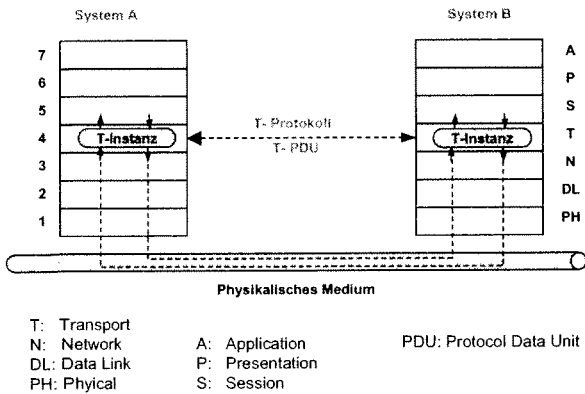 System A
System B
7
6
5
4
3
2
1
T-Instanz
T- Protokoll
T- PDU
T-Instanz
A
P
S
T
N
DL
PH
Physikalisches Medium
T: Transport
N: Network
DL: Data Link
PH: Phyical
A: Application
P: Presentation
S: Session
PDU: Protocol Data Unit